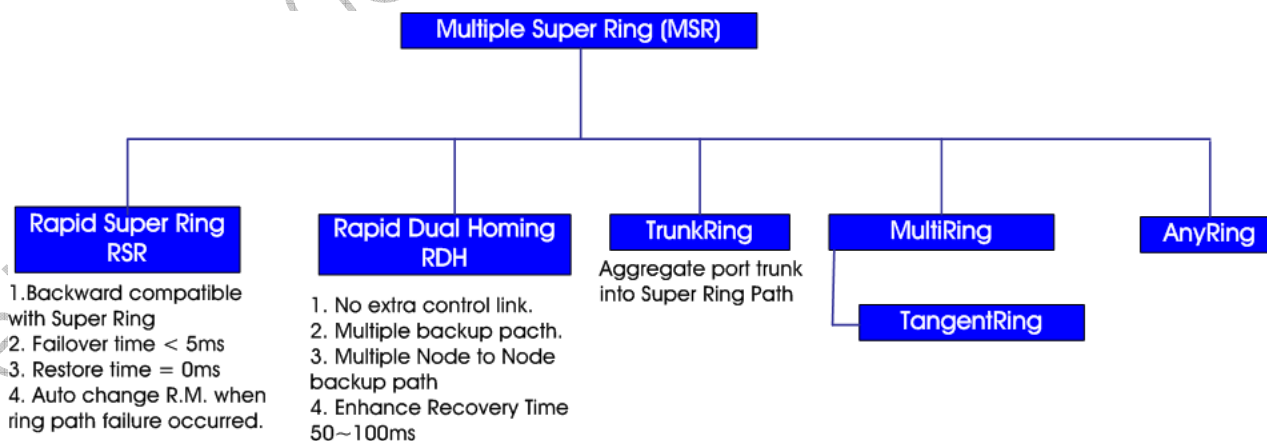 Multiple Super Ring (MSR)
Rapid Super Ring
RSR
1.Backward compatible
with Super Ring
2. Failover time < 5ms
3. Restore time = 0ms
4. Auto change R.M. when
ring path failure occurred.
Rapid Dual Homing
RDH
1. No extra control link.
2. Multiple backup pacth.
3. Multiple Node to Node
backup path
4. Enhance Recovery Time
50~100ms
TrunkRing
Aggregate port trunk
into Super Ring Path
MultiRing
TangentRing
AnyRing